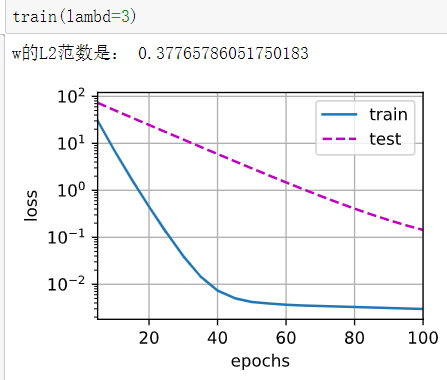 train(lambd=3)
w的L2范数是： 0.37765786051750183
10²
10¹
10⁰
10⁻¹
10⁻²
loss
train
test
20 40 60 80 100
epochs